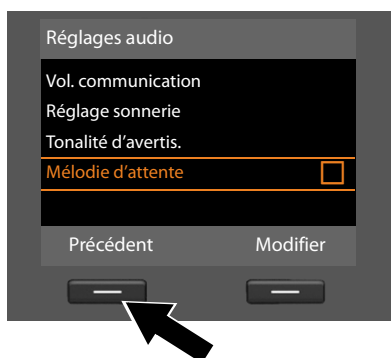 Réglages audio
Vol. communication
Réglage sonnerie
Tonalité d'avertis.
Mélodie d'attente
Précédent Modifier